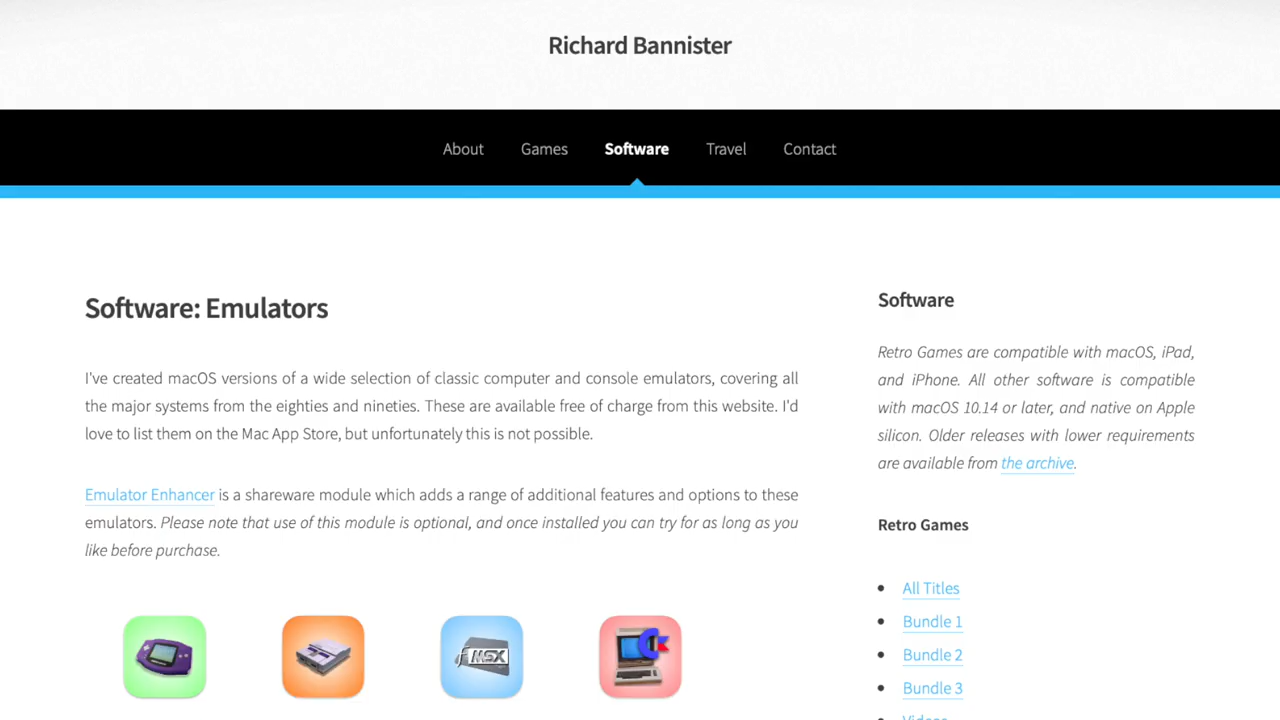 Richard Bannister
About Games Software Travel Contact
Software: Emulators
I've created macOS versions of a wide selection of classic computer and console emulators, covering all
the major systems from the eighties and nineties. These are available free of charge from this website. I'd
love to list them on the Mac App Store, but unfortunately this is not possible.
Emulator Enhancer is a shareware module which adds a range of additional features and options to these
emulators. Please note that use of this module is optional, and once installed you can try for as long as you
like before purchase.
fMSX
Software
Retro Games are compatible with macOS, iPad,
and iPhone. All other software is compatible
with macOS 10.14 or later, and native on Apple
silicon. Older releases with lower requirements
are available from the archive.
Retro Games
All Titles
Bundle 1
Bundle 2
Bundle 3
Videos